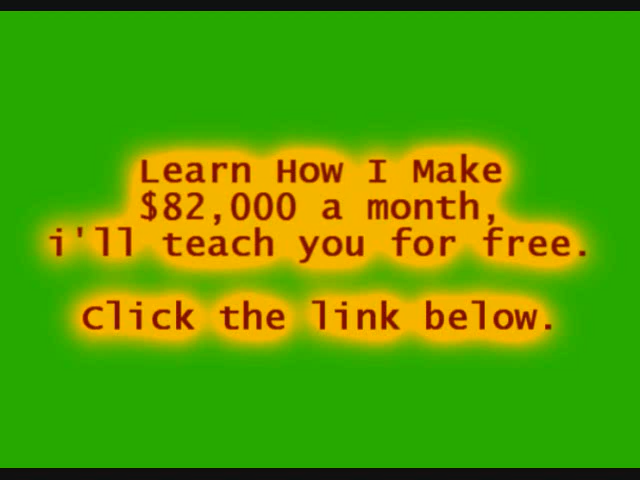 Learn How I Make
$82,000 a month,
i'll teach you for free.
Click the link below.